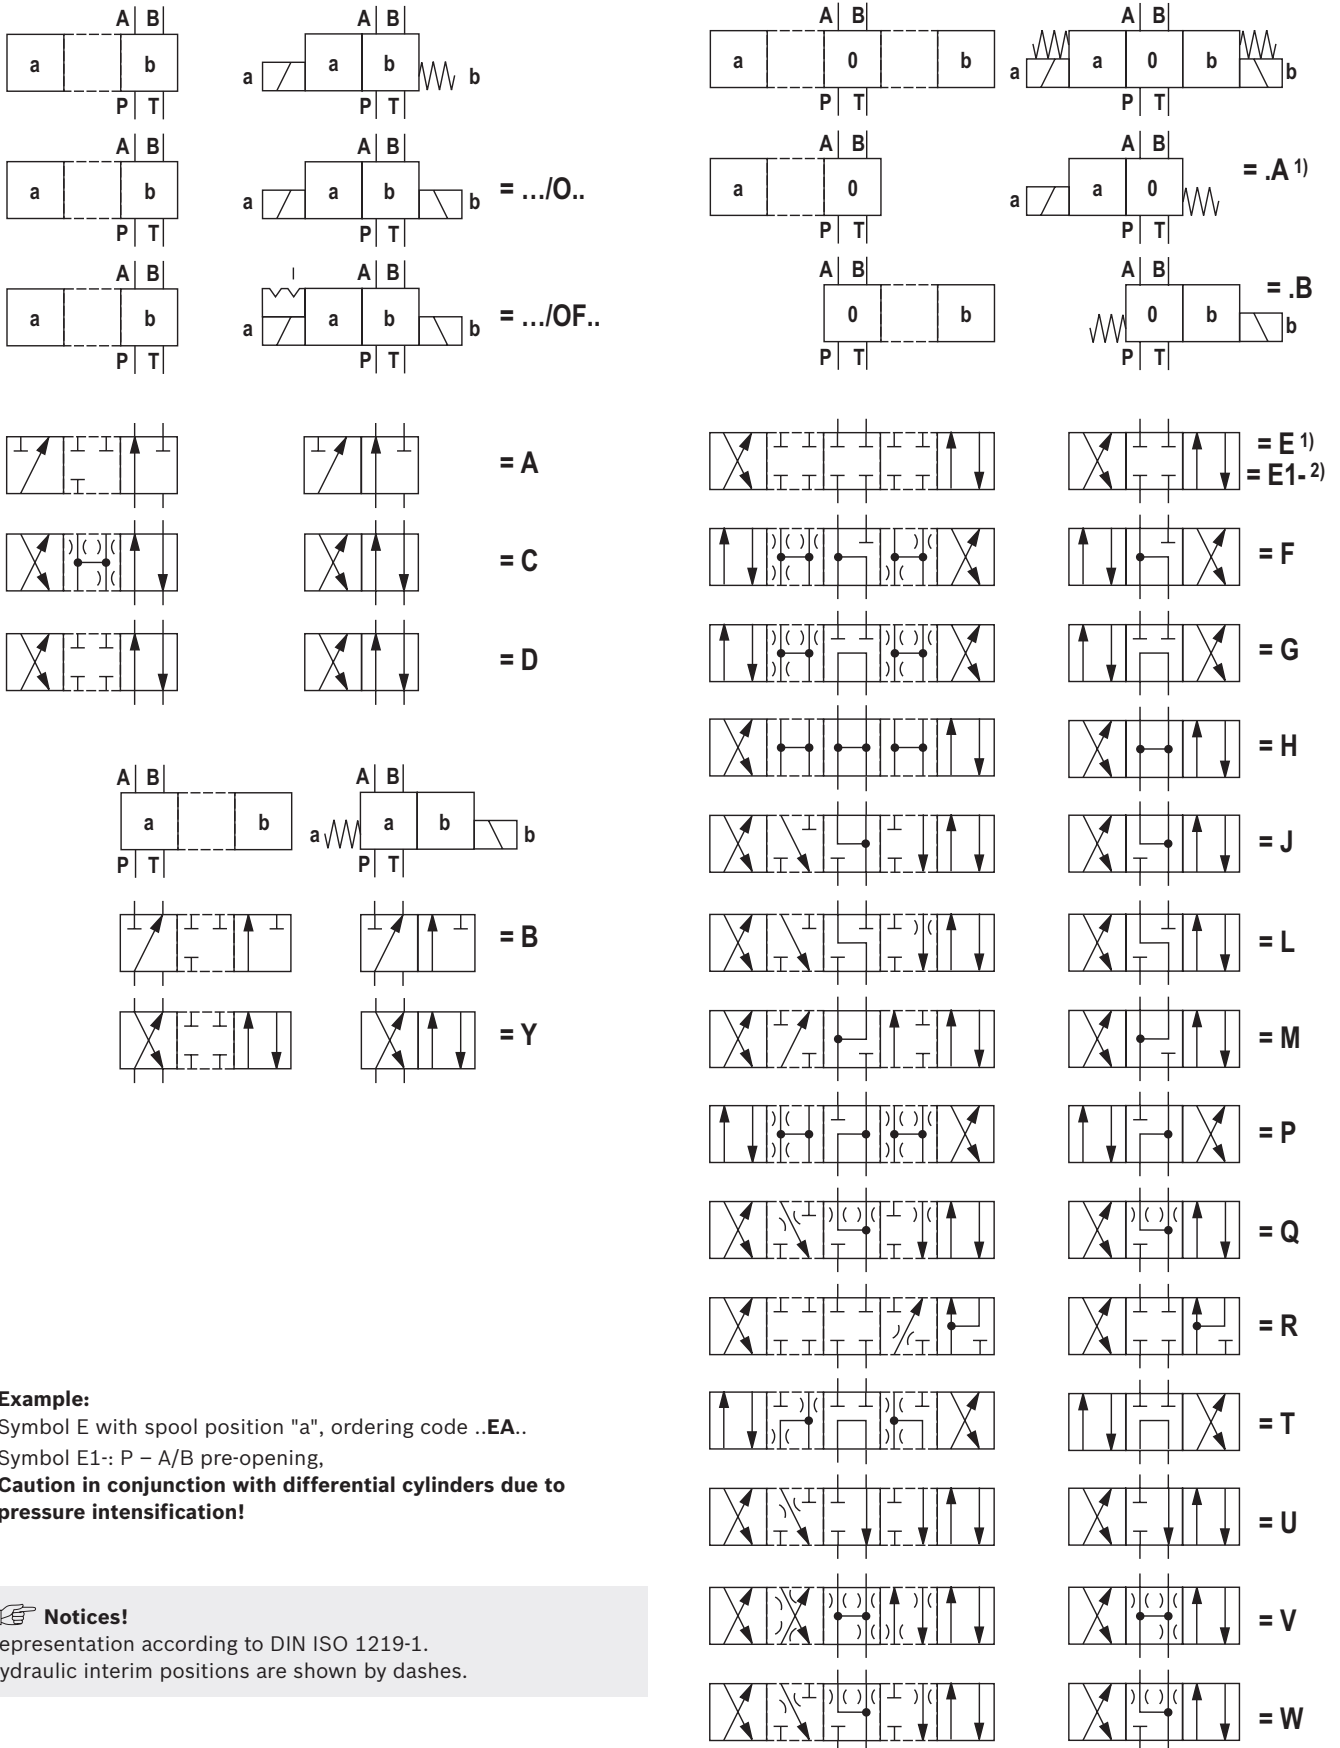 A B
a b
P T
A B
a a b b
P T
A B
a b
P T
A B
a a b b
P T
= .../O..
A B
a b
P T
A B
a a b b
P T
= .../OF..
= A
= C
= D
A B
a b
P T
A B
a a b b
P T
= B
= Y
A B
a 0 b
P T
A B
a a 0 b b
P T
A B
a 0
P T
A B
a a 0
P T
= .A 1)
A B
0 b
P T
A B
0 b b
P T
= .B
= E 1)
= E1- 2)
= F
= G
= H
= J
= L
= M
= P
= Q
= R
= T
= U
= V
= W
Example:
Symbol E with spool position "a", ordering code ..EA..
Symbol E1-: P – A/B pre-opening,
Caution in conjunction with differential cylinders due to
pressure intensification!
Notices!
epresentation according to DIN ISO 1219-1.
ydraulic interim positions are shown by dashes.